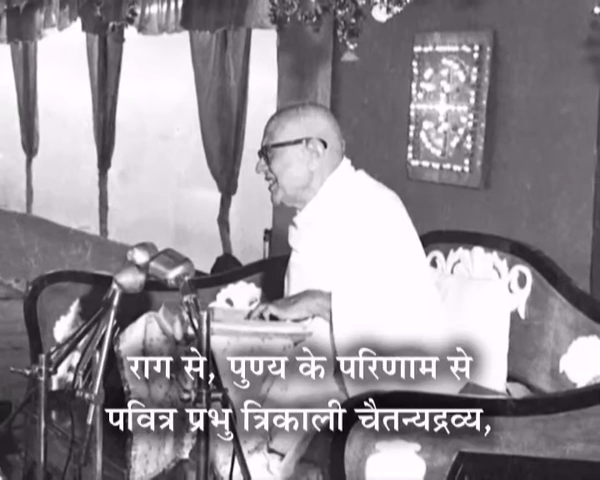 राग से, पुण्य के परिणाम से
पवित्र प्रभु त्रिकाली चैतन्यद्रव्य,